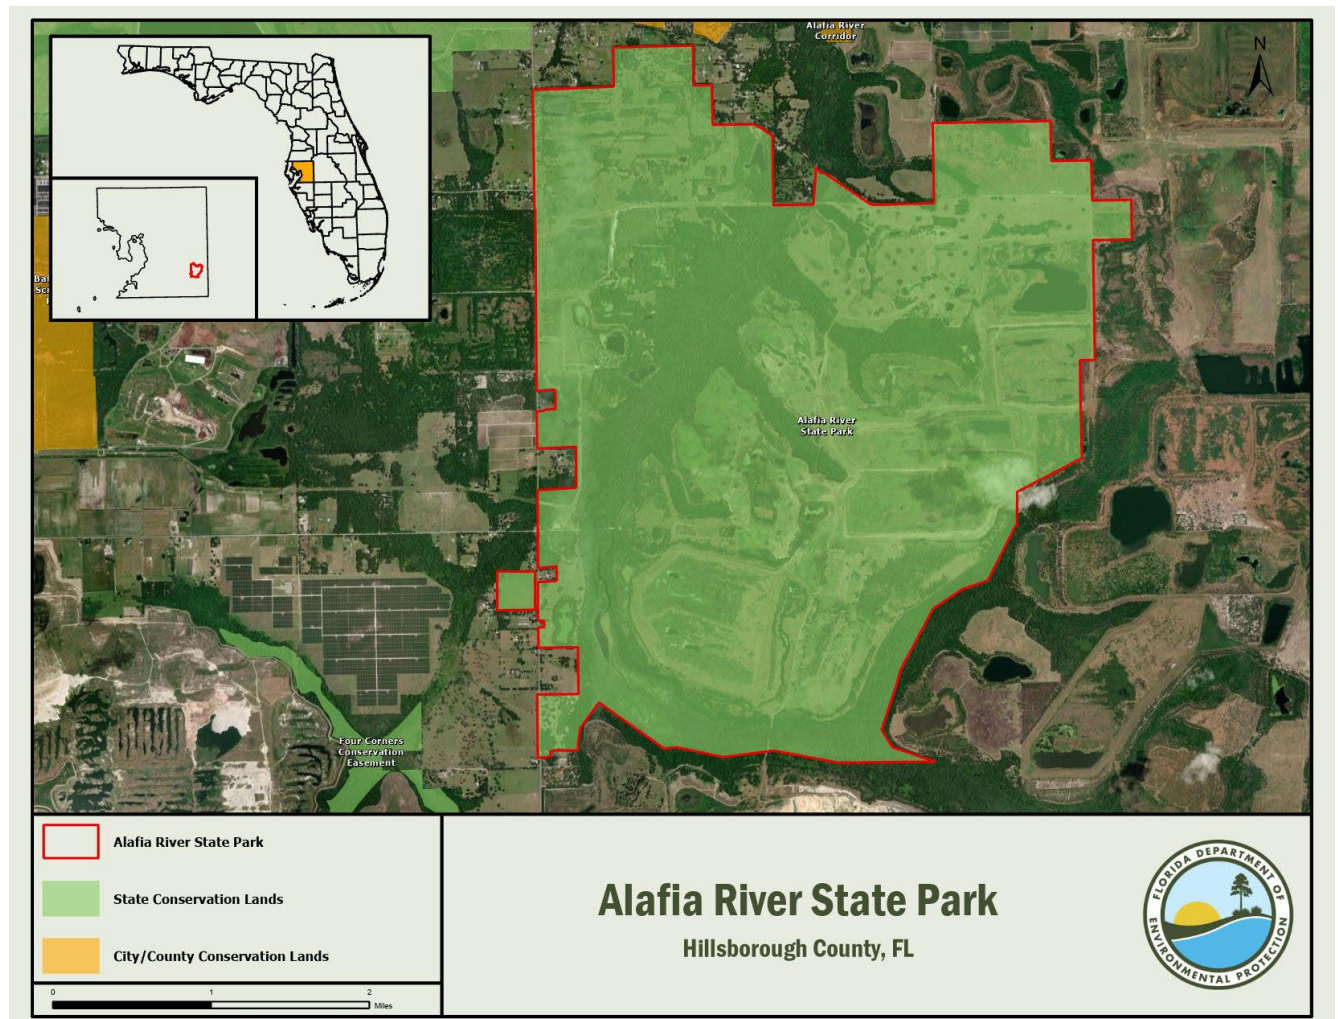 Alafia River
Corridor
N
Alafia River
State Park
Four Corners
Conservation
Easement
Alafia River State Park
State Conservation Lands
City/County Conservation Lands
0 1 2
Miles
Alafia River State Park
Hillsborough County, FL
FLORIDA DEPARTMENT OF
ENVIRONMENTAL PROTECTION